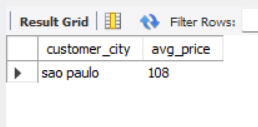 Result Grid Filter Rows:
customer_city avg_price
sao paulo 108